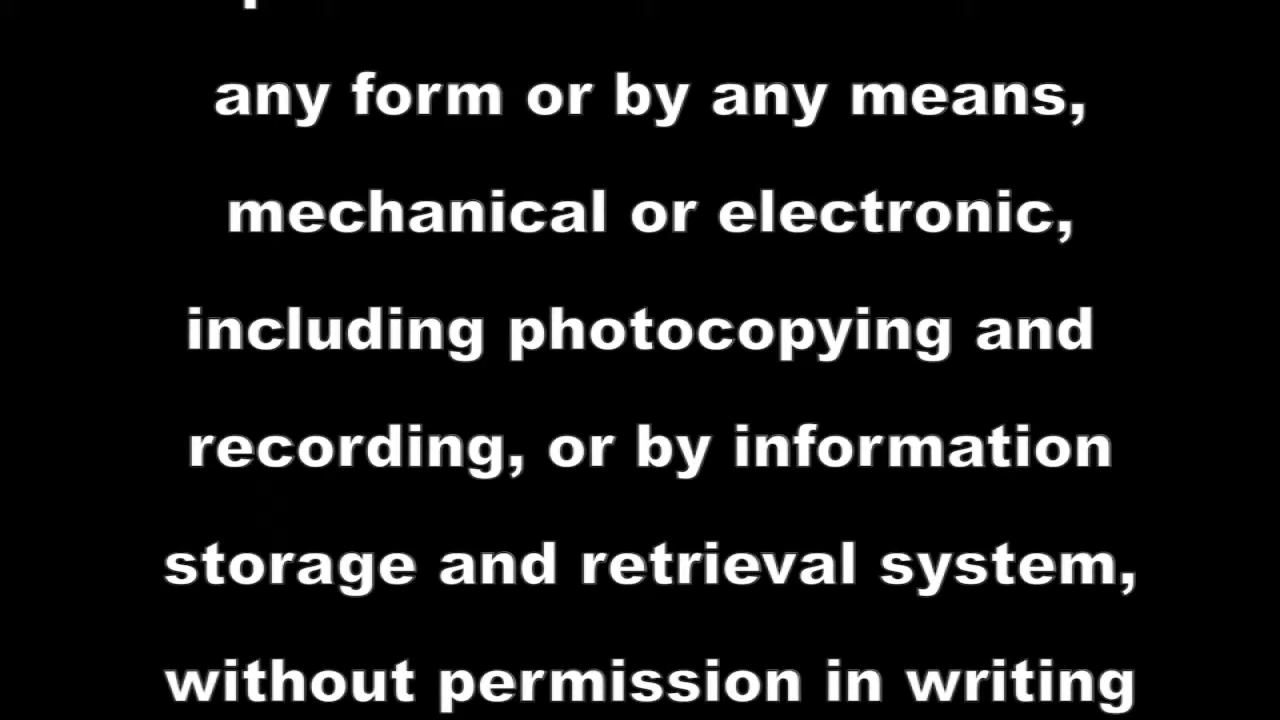 any form or by any means,
mechanical or electronic,
including photocopying and
recording, or by information
storage and retrieval system,
without permission in writing